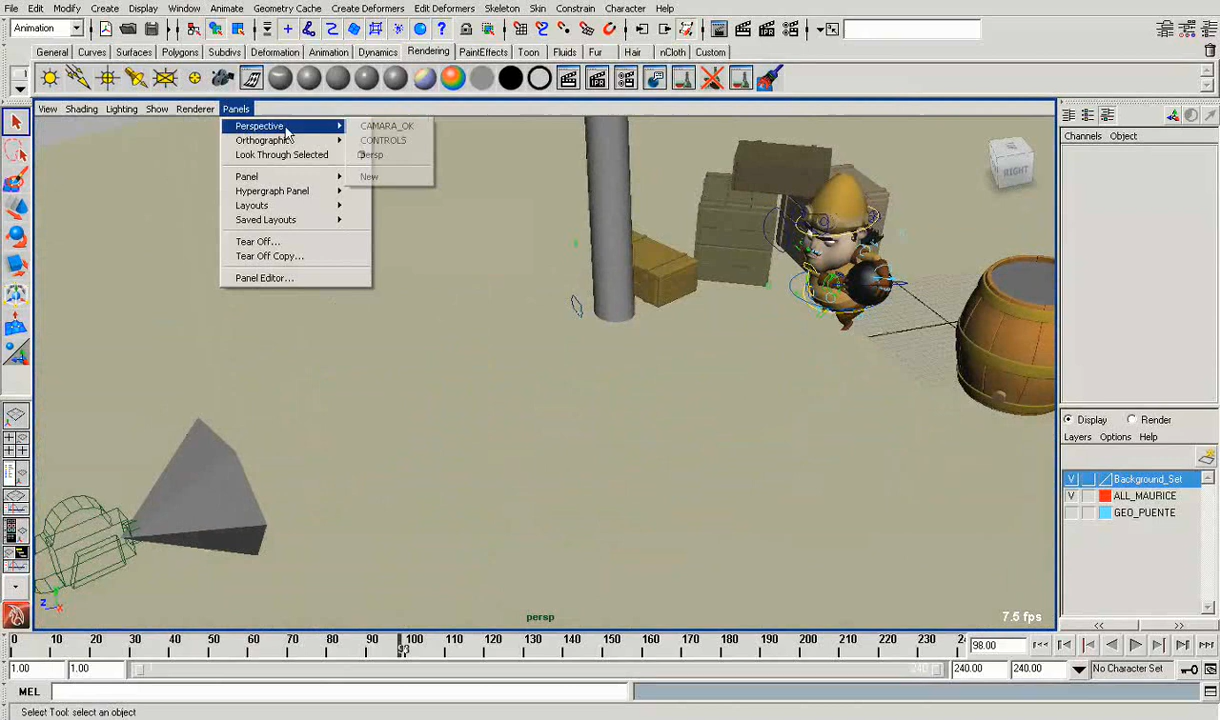 File Edit Modify Create Display Window Assets Animate Geometry Cache Create Deformers Edit Deformers Skeleton Skin Constrain Character Help
Animation
General Curves Surfaces Polygons Subdivs Deformation Animation Dynamics Rendering PaintEffects Toon Fluids Fur Hair nCloth Custom
IPR
View Shading Lighting Show Renderer Panels
Channels Object
Perspective
Orthographic
Look Through Selected
Panel
Hypergraph Panel
Layouts
Saved Layouts
Tear Off...
Tear Off Copy...
Panel Editor...
CAMARA_OK
CONTROLS
persp
New
RIGHT
Display Render
Layers Options Help
V Background_Set
V ALL_MAURICE
GEO_PUENTE
z x
persp
7.5 fps
0 10 20 30 40 50 60 70 80 90 100 110 120 130 140 150 160 170 180 190 200 210 220 230 24
98.00
1.00 1.00 240.00 240.00 No Character Set
MEL
Select Tool: select an object